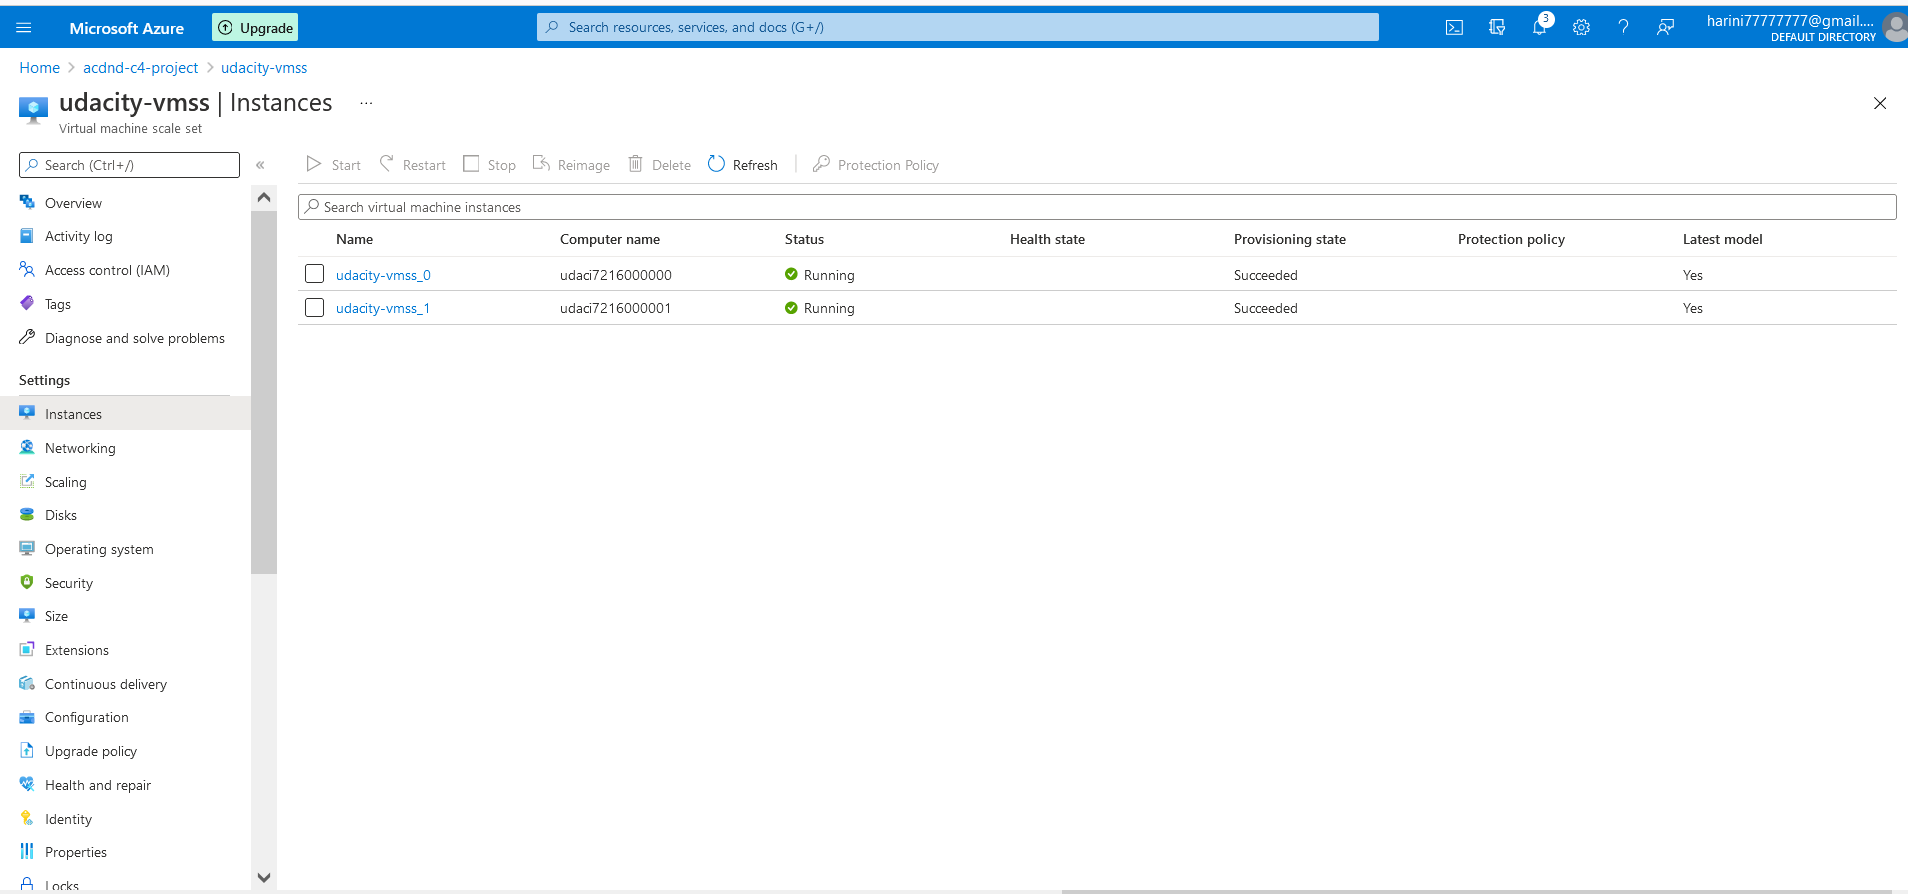 Microsoft Azure
Upgrade
Search resources, services, and docs (G+/)
3
harini77777777@gmail....
DEFAULT DIRECTORY
Home > acdnd-c4-project > udacity-vmss
udacity-vmss | Instances ...
Virtual machine scale set
Search (Ctrl+/)
«
Start Restart Stop Reimage Delete Refresh Protection Policy
Search virtual machine instances
Name Computer name Status Health state Provisioning state Protection policy Latest model
udacity-vmss_0 udaci7216000000 Running Succeeded Yes
udacity-vmss_1 udaci7216000001 Running Succeeded Yes
Overview
Activity log
Access control (IAM)
Tags
Diagnose and solve problems
Settings
Instances
Networking
Scaling
Disks
Operating system
Security
Size
Extensions
Continuous delivery
Configuration
Upgrade policy
Health and repair
Identity
Properties
Locks